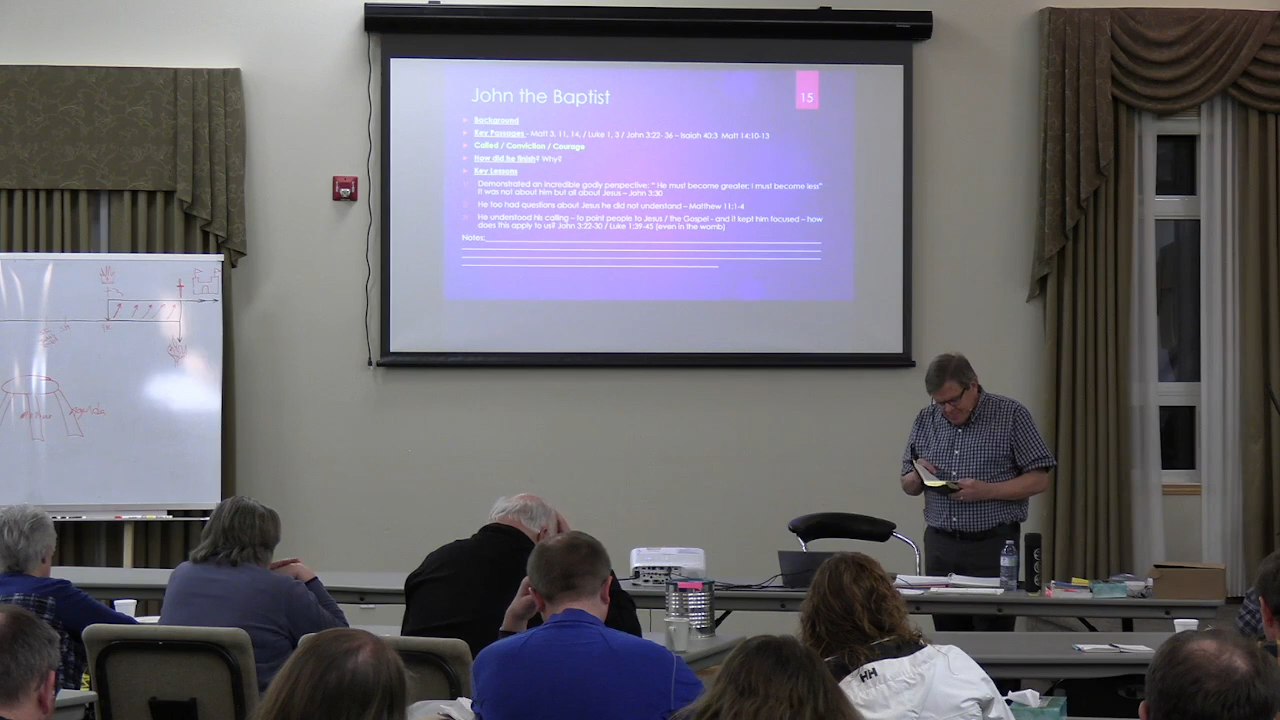 John the Baptist
15
Background
Key Passages - Matt 3, 11, 14, / Luke 1, 3 / John 3:22- 36 – Isaiah 40:3 Matt 14:10-13
Called / Conviction / Courage
How did he finish? Why?
Key Lessons
Demonstrated an incredible godly perspective: " He must become greater; I must become less"
it was not about him but all about Jesus – John 3:30
He too had questions about Jesus he did not understand – Matthew 11:1-4
He understood his calling – to point people to Jesus / the Gospel - and it kept him focused – how
does this apply to us? John 3:22-30 / Luke 1:39-45 (even in the womb)
Notes:
HH